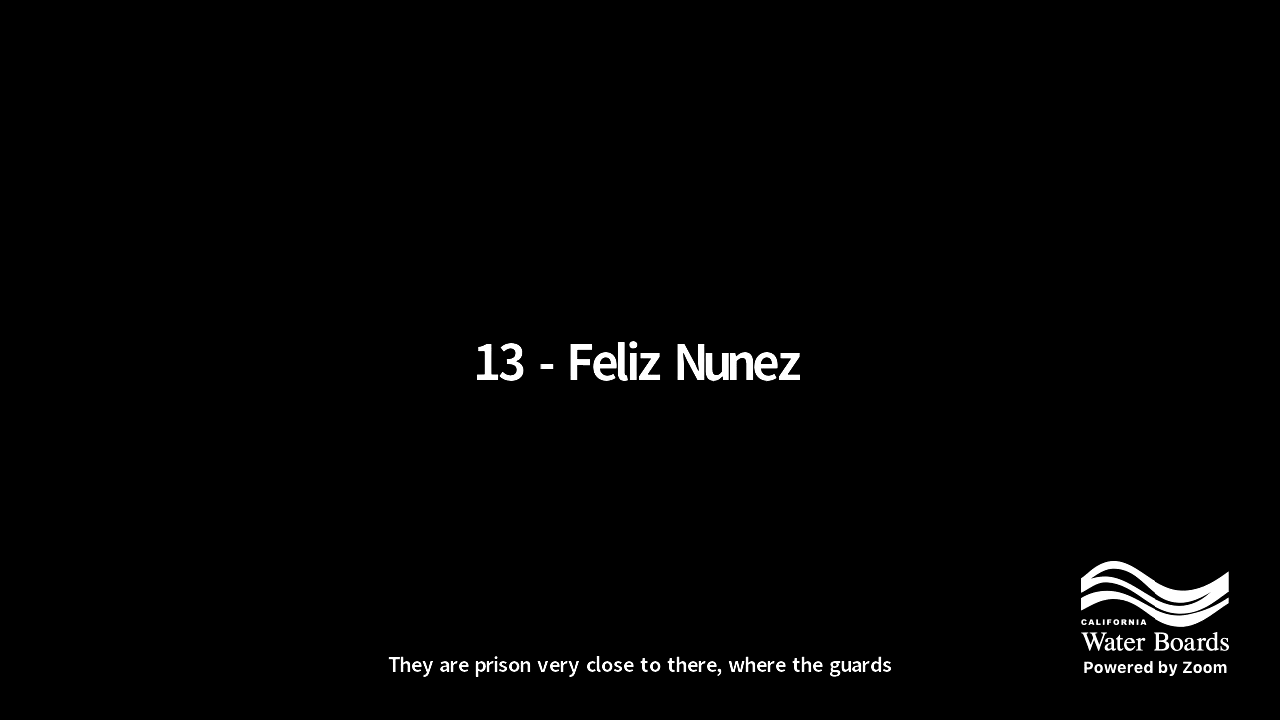 13 - Feliz Nunez
CALIFORNIA
Water Boards
They are prison very close to there, where the guards
Powered by Zoom